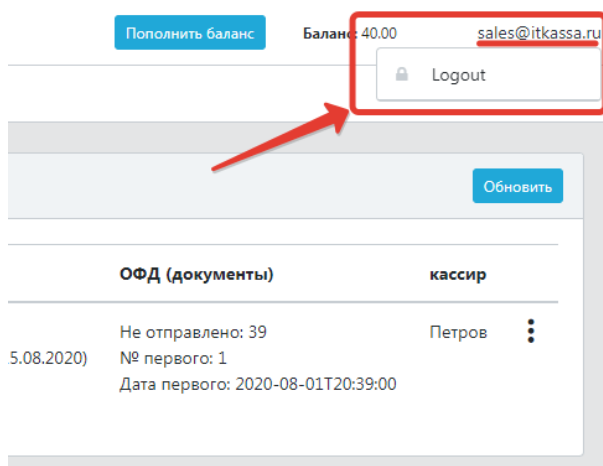 Пополнить баланс Баланс: 40.00 sales@itkassa.ru
Logout
Обновить
ОФД (документы) кассир
Не отправлено: 39 Петров
5.08.2020) № первого: 1
Дата первого: 2020-08-01T20:39:00